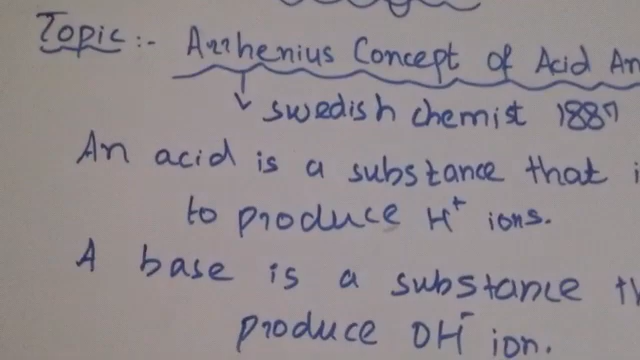 Topic :- Arrhenius Concept of Acid An
swedish chemist 1887
An acid is a substance that i
to produce H⁺ ions.
A base is a substance th
produce OH⁻ ion.